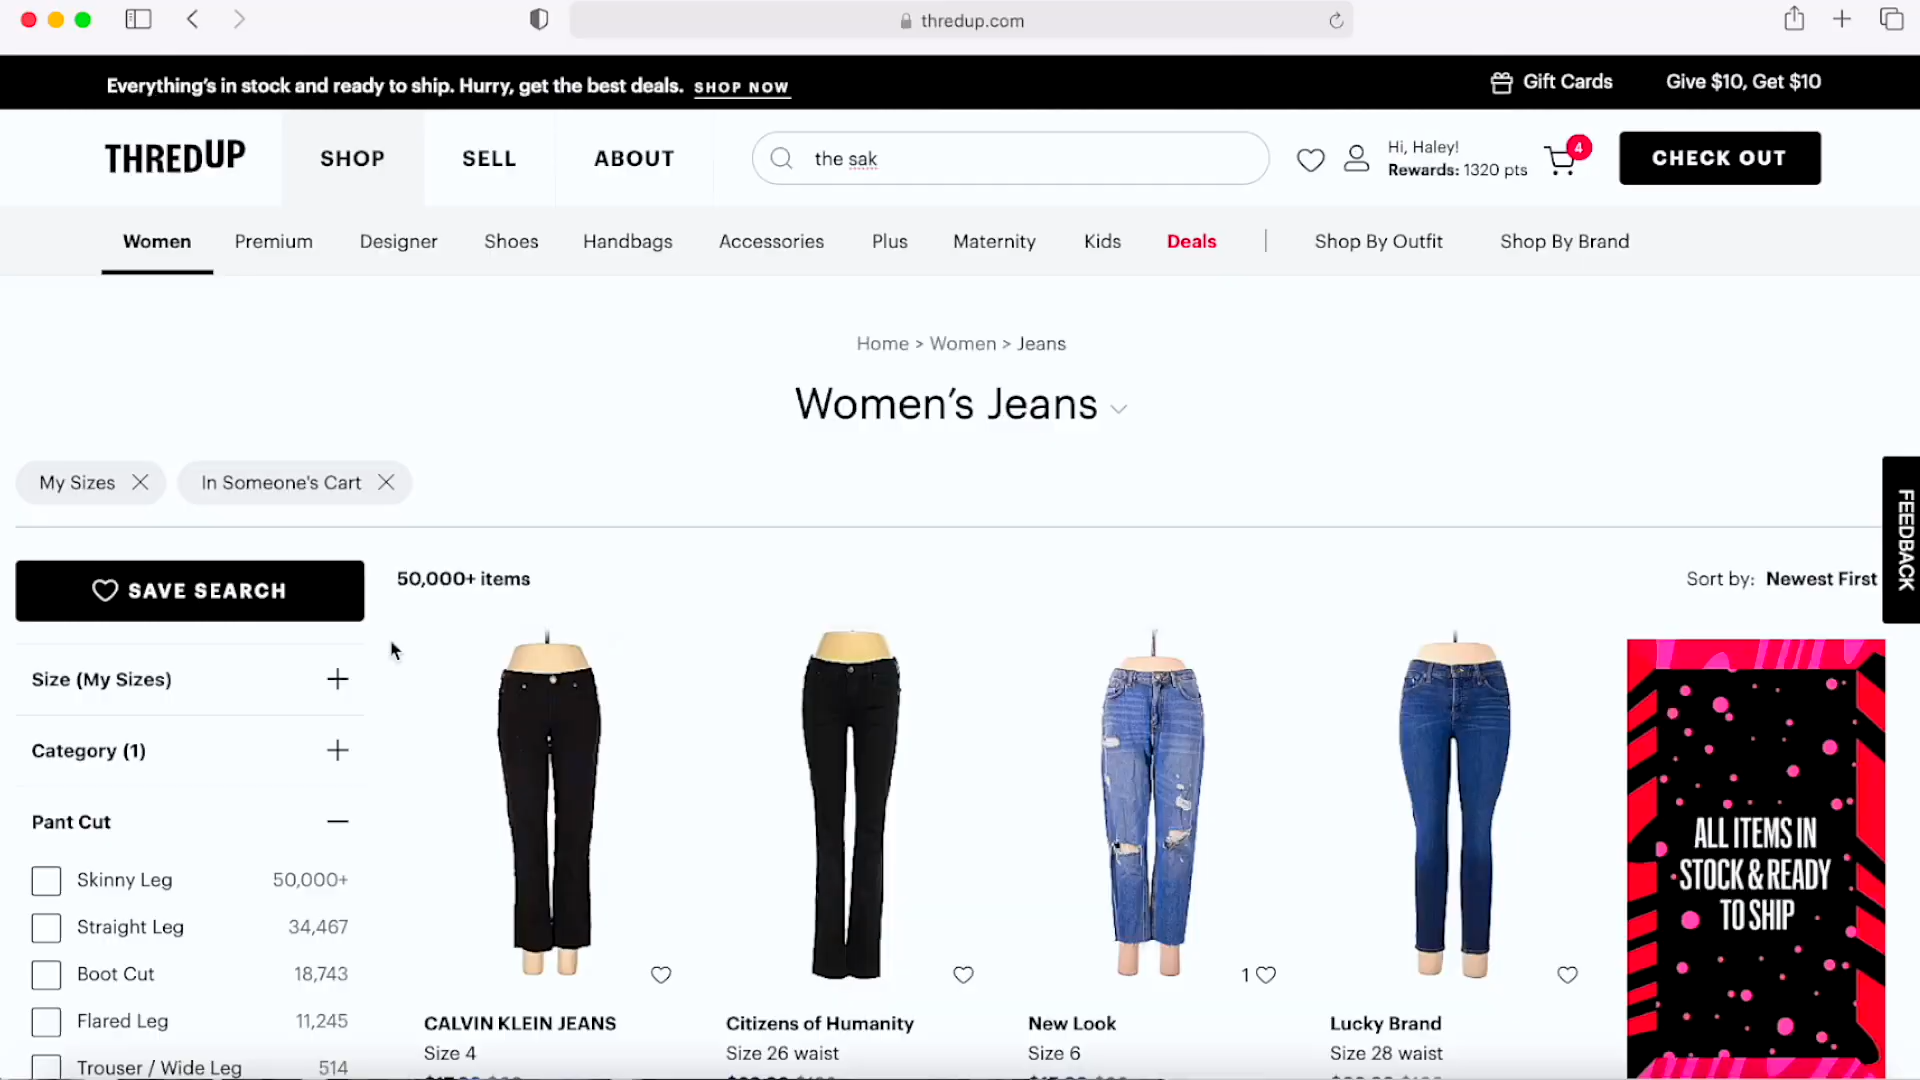 thredup.com
Everything's in stock and ready to ship. Hurry, get the best deals. SHOP NOW
Gift Cards
Give $10, Get $10
THREDUP
SHOP
SELL
ABOUT
the sak
Hi, Haley!
Rewards: 1320 pts
4
CHECK OUT
Women
Premium
Designer
Shoes
Handbags
Accessories
Plus
Maternity
Kids
Deals
Shop By Outfit
Shop By Brand
Home > Women > Jeans
Women's Jeans
My Sizes
In Someone's Cart
FEEDBACK
SAVE SEARCH
50,000+ items
Sort by: Newest First
Size (My Sizes)
Category (1)
Pant Cut
Skinny Leg 50,000+
Straight Leg 34,467
Boot Cut 18,743
Flared Leg 11,245
Trouser / Wide Leg 514
1
CALVIN KLEIN JEANS
Size 4
Citizens of Humanity
Size 26 waist
New Look
Size 6
Lucky Brand
Size 28 waist
ALL ITEMS IN
STOCK & READY
TO SHIP